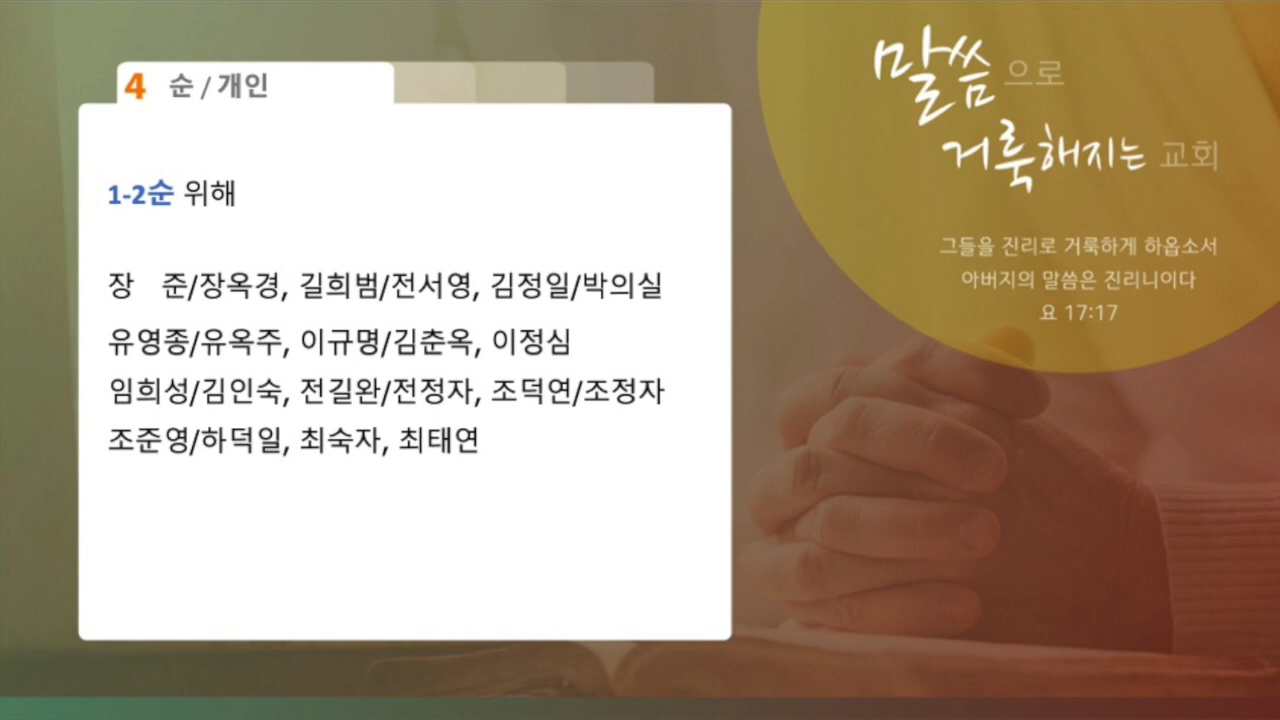 4 순 / 개인
1-2순 위해
장 준/장옥경, 길희범/전서영, 김정일/박의실
유영종/유옥주, 이규명/김춘옥, 이정심
임희성/김인숙, 전길완/전정자, 조덕연/조정자
조준영/하덕일, 최숙자, 최태연
말씀으로
거룩해지는 교회
그들을 진리로 거룩하게 하옵소서
아버지의 말씀은 진리니이다
요 17:17